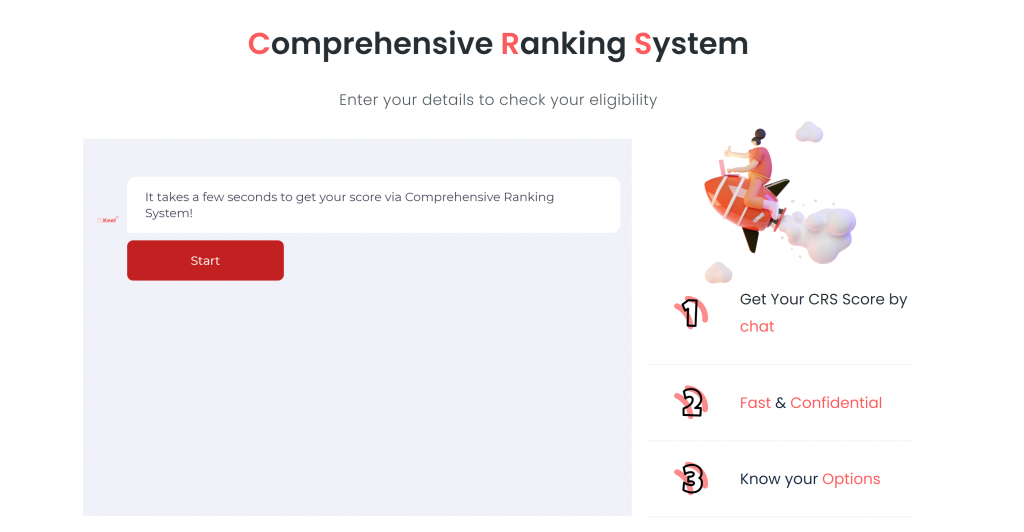 Comprehensive Ranking System
Enter your details to check your eligibility
It takes a few seconds to get your score via Comprehensive Ranking
System!
Keel
Start
1
Get Your CRS Score by
chat
2
Fast & Confidential
3
Know your Options